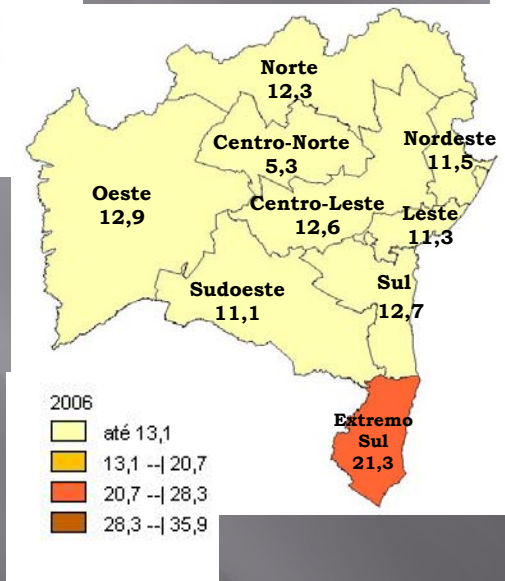 Norte
12,3
Centro-Norte
5,3
Nordeste
11,5
Oeste
12,9
Centro-Leste
12,6
Leste
11,3
Sudoeste
11,1
Sul
12,7
Extremo
Sul
21,3
2006
até 13,1
13,1 --| 20,7
20,7 --| 28,3
28,3 --| 35,9